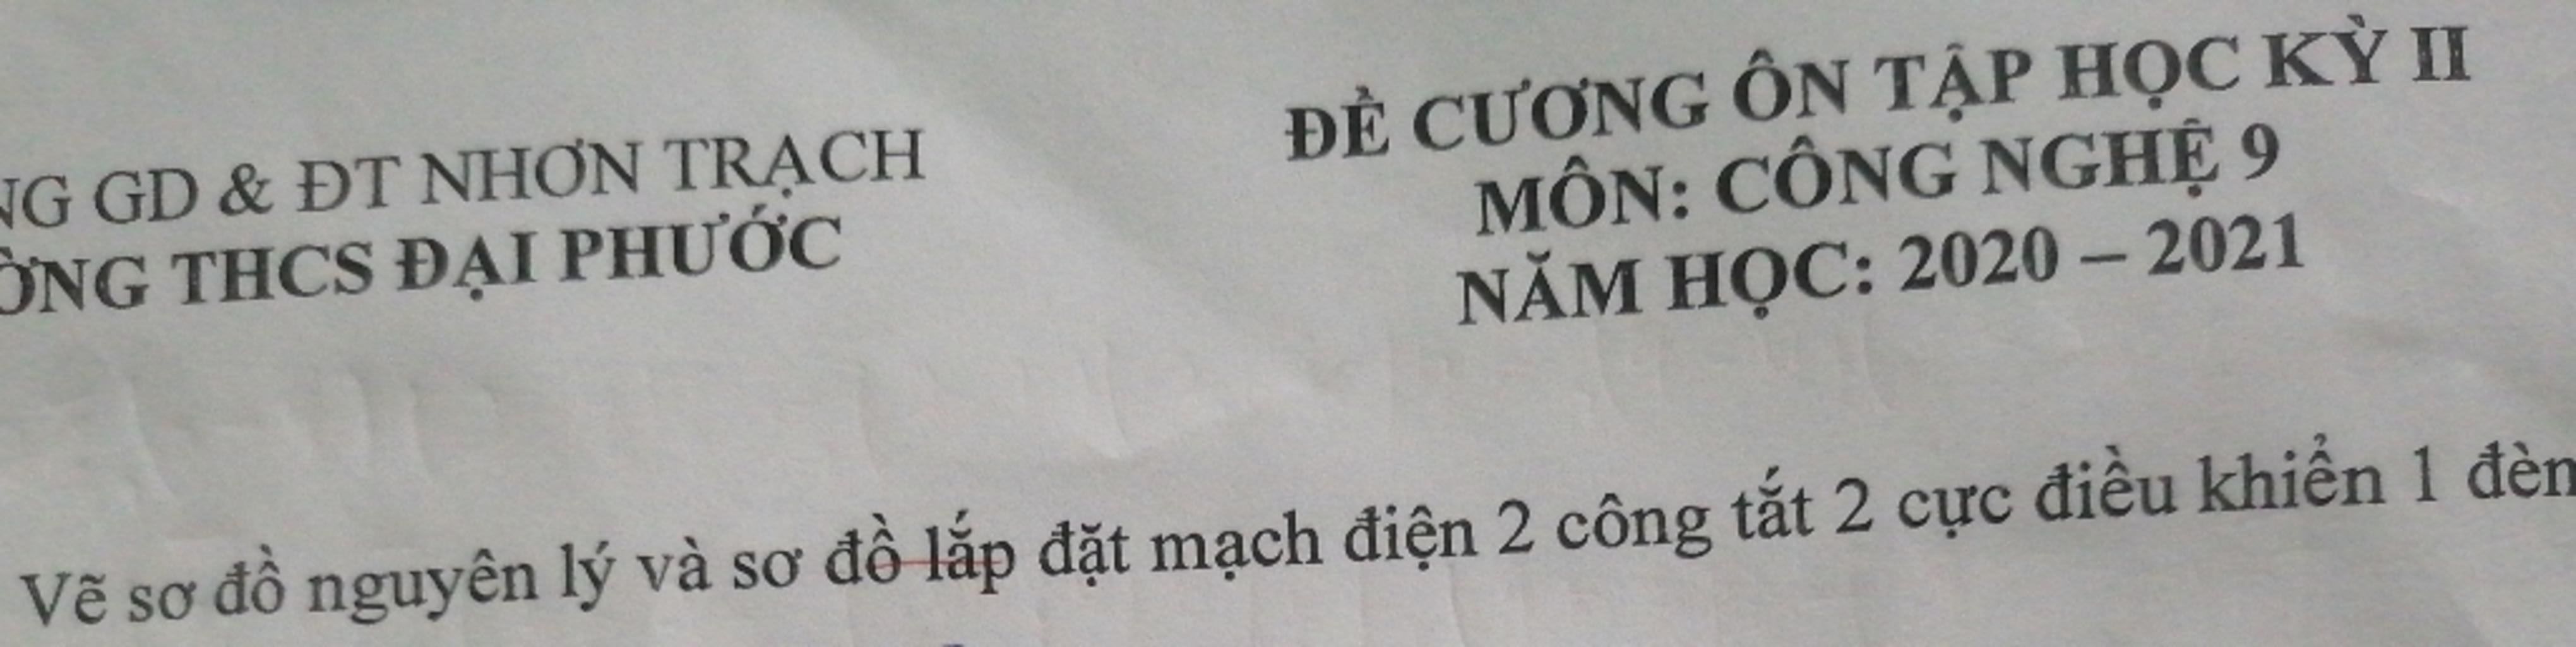 NG GD & ĐT NHƠN TRẠCH
ỜNG THCS ĐẠI PHƯỚC
ĐỀ CƯƠNG ÔN TẬP HỌC KỲ II
MÔN: CÔNG NGHỆ 9
NĂM HỌC: 2020 – 2021
Vẽ sơ đồ nguyên lý và sơ đồ lắp đặt mạch điện 2 công tắt 2 cực điều khiển 1 đèn